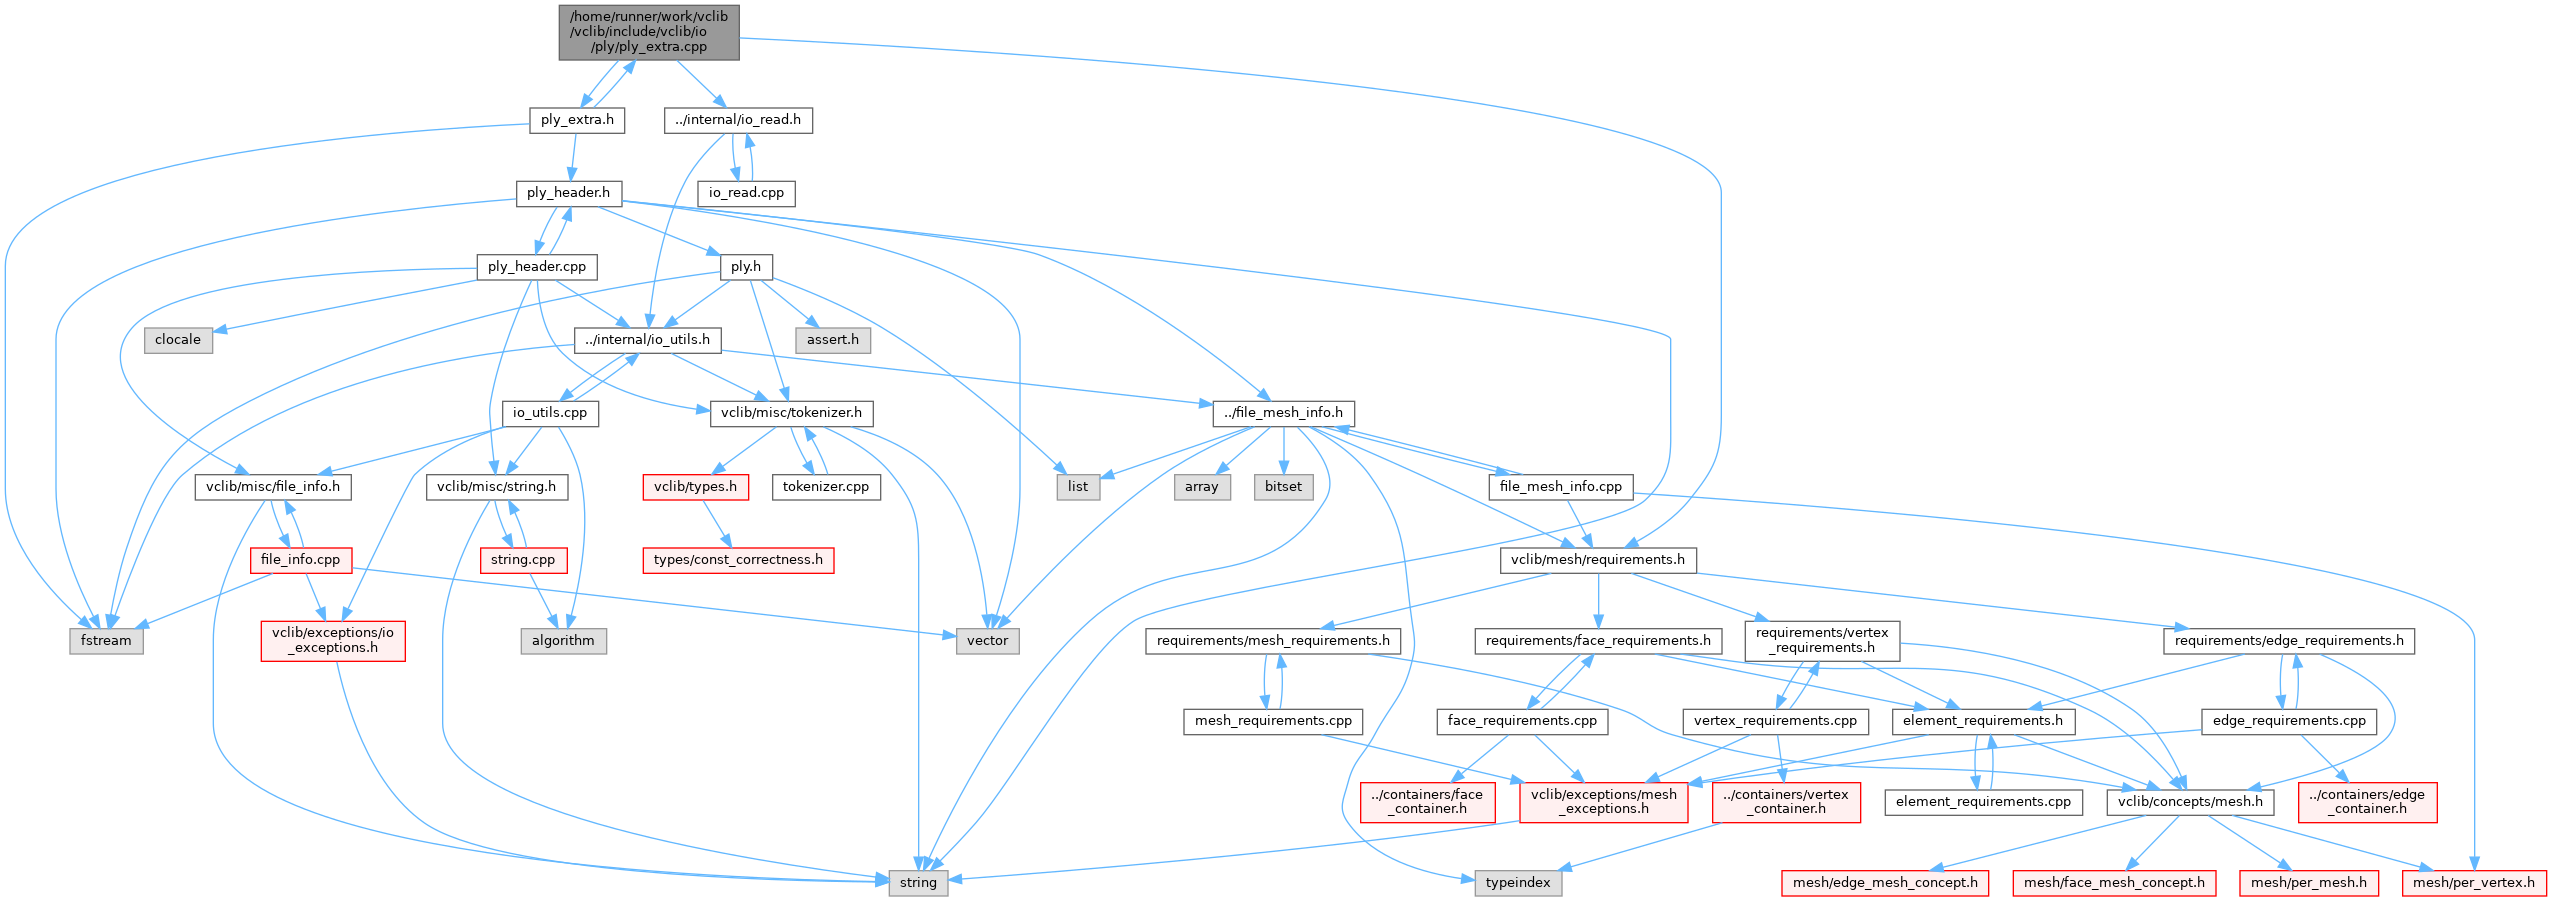 /home/runner/work/vclib
/vclib/include/vclib/io
/ply/ply_extra.cpp
ply_extra.h
../internal/io_read.h
ply_header.h
io_read.cpp
ply_header.cpp
ply.h
clocale
../internal/io_utils.h
assert.h
io_utils.cpp
vclib/misc/tokenizer.h
../file_mesh_info.h
vclib/misc/file_info.h
vclib/misc/string.h
vclib/types.h
tokenizer.cpp
list
array
bitset
file_mesh_info.cpp
file_info.cpp
string.cpp
types/const_correctness.h
vclib/mesh/requirements.h
fstream
vclib/exceptions/io
_exceptions.h
algorithm
vector
requirements/mesh_requirements.h
requirements/face_requirements.h
requirements/vertex
_requirements.h
requirements/edge_requirements.h
mesh_requirements.cpp
face_requirements.cpp
vertex_requirements.cpp
element_requirements.h
edge_requirements.cpp
../containers/face
_container.h
vclib/exceptions/mesh
_exceptions.h
../containers/vertex
_container.h
element_requirements.cpp
vclib/concepts/mesh.h
../containers/edge
_container.h
string
typeindex
mesh/edge_mesh_concept.h
mesh/face_mesh_concept.h
mesh/per_mesh.h
mesh/per_vertex.h